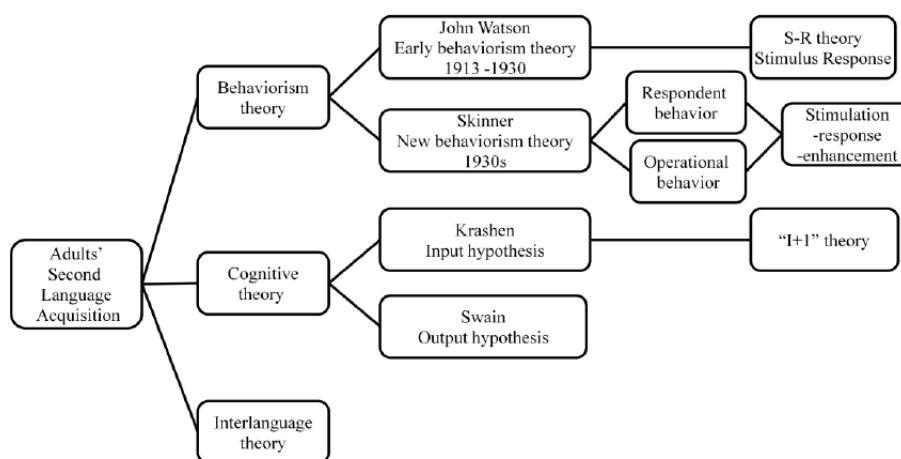 John Watson
Early behaviorism theory
1913 -1930
S-R theory
Stimulus Response
Behaviorism
theory
Respondent
behavior
Skinner
New behaviorism theory
1930s
Stimulation
-response
-enhancement
Operational
behavior
Adults’
Second
Language
Acquisition
Cognitive
theory
Krashen
Input hypothesis
“I+1” theory
Swain
Output hypothesis
Interlanguage
theory